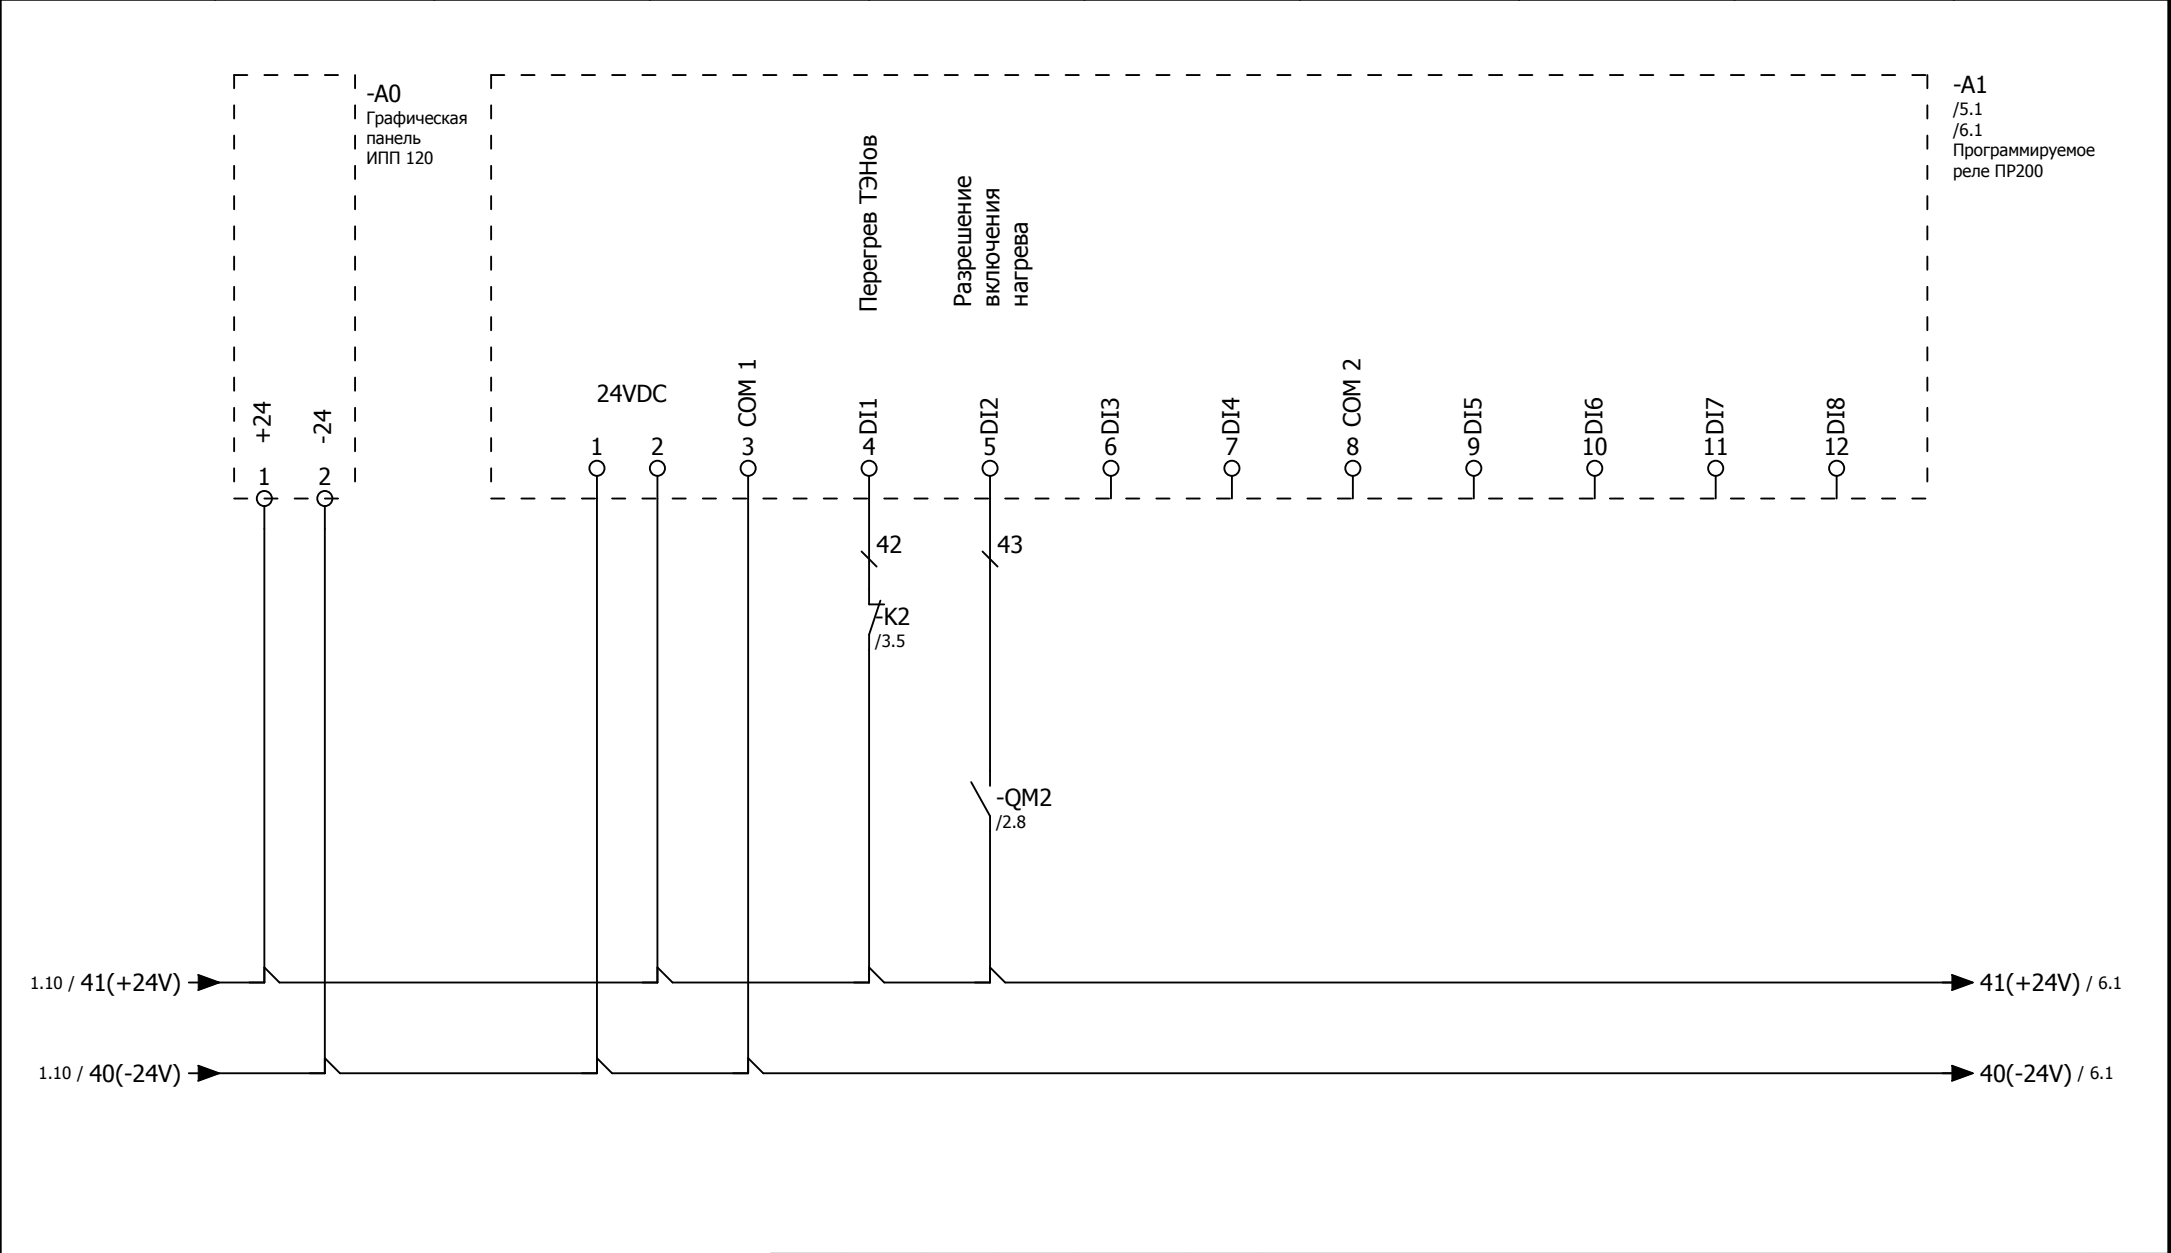 -A0
Графическая
панель
ИПП 120
-A1
/5.1
/6.1
Программируемое
реле ПР200
Перегрев ТЭНов
Разрешение
включения
нагрева
+24
-24
1
2
24VDC
COM 1
DI1
DI2
DI3
DI4
COM 2
DI5
DI6
DI7
DI8
1
2
3
4
5
6
7
8
9
10
11
12
42
43
-K2
/3.5
-QM2
/2.8
1.10 / 41(+24V)
41(+24V) / 6.1
1.10 / 40(-24V)
40(-24V) / 6.1